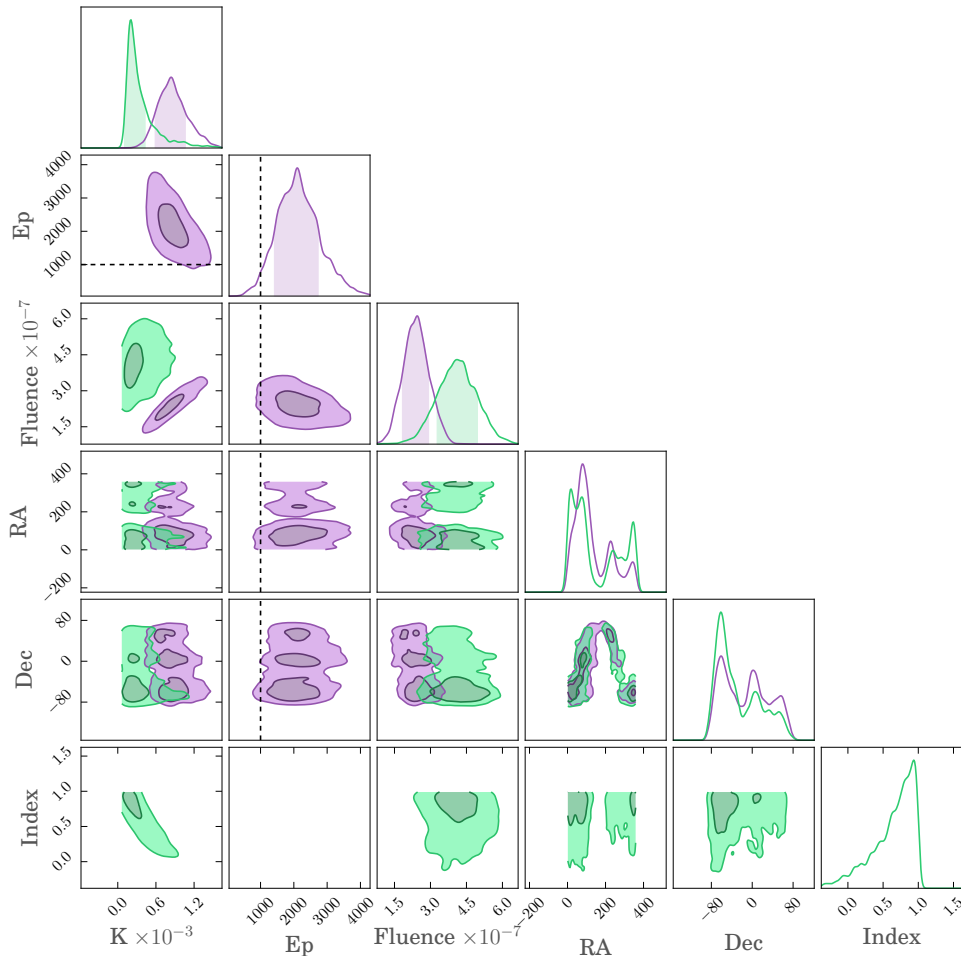 4000
3000
2000
1000
Ep
6.0
4.5
3.0
1.5
Fluence ×10⁻⁷
400
200
0
−200
RA
80
0
−80
Dec
1.5
1.0
0.5
0.0
Index
0.0 0.6 1.2
1000 2000 3000 4000
1.5 3.0 4.5 6.0
−200 0 200 400
−80 0 80
0.0 0.5 1.0 1.5
K ×10⁻³ Ep Fluence ×10⁻⁷ RA Dec Index